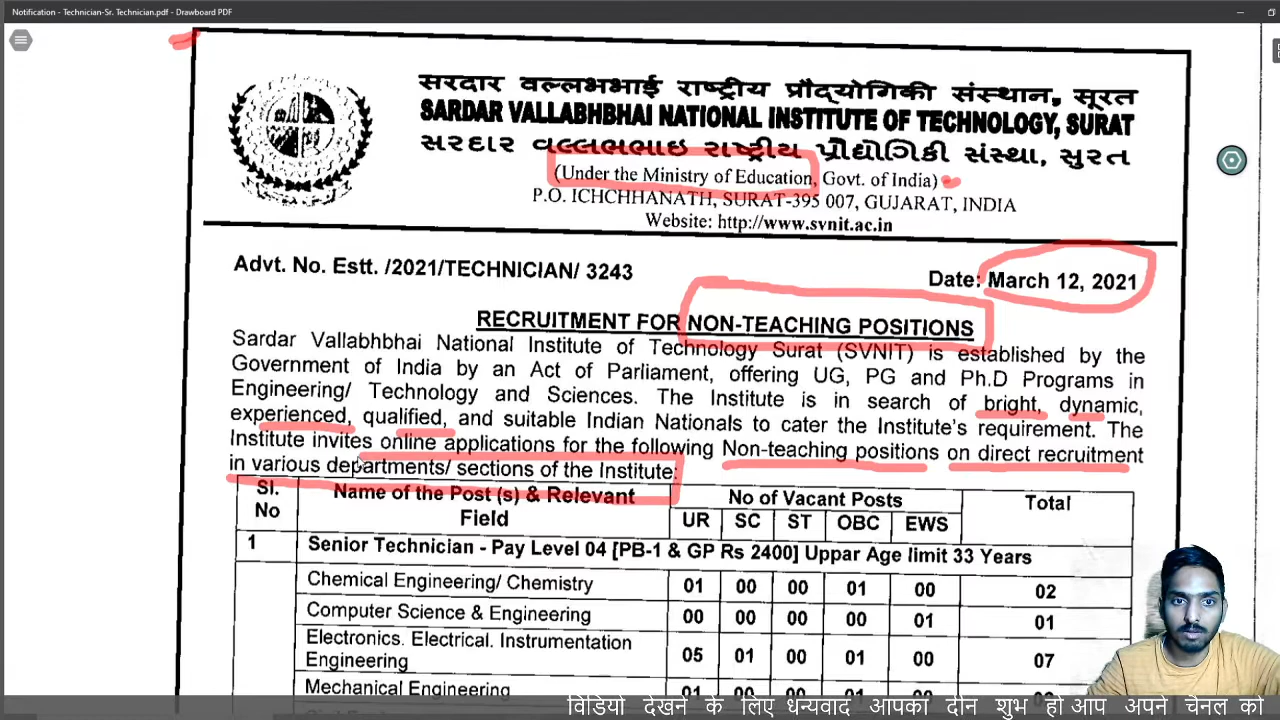 Notification - Technician-Sr. Technician.pdf - Drawboard PDF
सरदार वल्लभभाई राष्ट्रीय प्रौद्योगिकी संस्थान, सूरत
SARDAR VALLABHBHAI NATIONAL INSTITUTE OF TECHNOLOGY, SURAT
સરદાર વલ્લભભાઇ રાષ્ટ્રીય પ્રૌદ્યોગિકી સંસ્થા, સુરત
(Under the Ministry of Education, Govt. of India)
P.O. ICHCHHANATH, SURAT-395 007, GUJARAT, INDIA
Website: http://www.svnit.ac.in
Advt. No. Estt. /2021/TECHNICIAN/ 3243 Date: March 12, 2021
RECRUITMENT FOR NON-TEACHING POSITIONS
Sardar Vallabhbhai National Institute of Technology Surat (SVNIT) is established by the
Government of India by an Act of Parliament, offering UG, PG and Ph.D Programs in
Engineering/ Technology and Sciences. The Institute is in search of bright, dynamic,
experienced, qualified, and suitable Indian Nationals to cater the Institute's requirement. The
Institute invites online applications for the following Non-teaching positions on direct recruitment
in various departments/ sections of the Institute:
Sl. No Name of the Post (s) & Relevant Field No of Vacant Posts Total
UR SC ST OBC EWS
1 Senior Technician - Pay Level 04 [PB-1 & GP Rs 2400] Uppar Age limit 33 Years
Chemical Engineering/ Chemistry 01 00 00 01 00 02
Computer Science & Engineering 00 00 00 00 01 01
Electronics. Electrical. Instrumentation
Engineering 05 01 00 01 00 07
Mechanical Engineering 01 00 00 01 00
विडियो देखने के लिए धन्यवाद आपका दीन शुभ हो आप अपने चैनल को